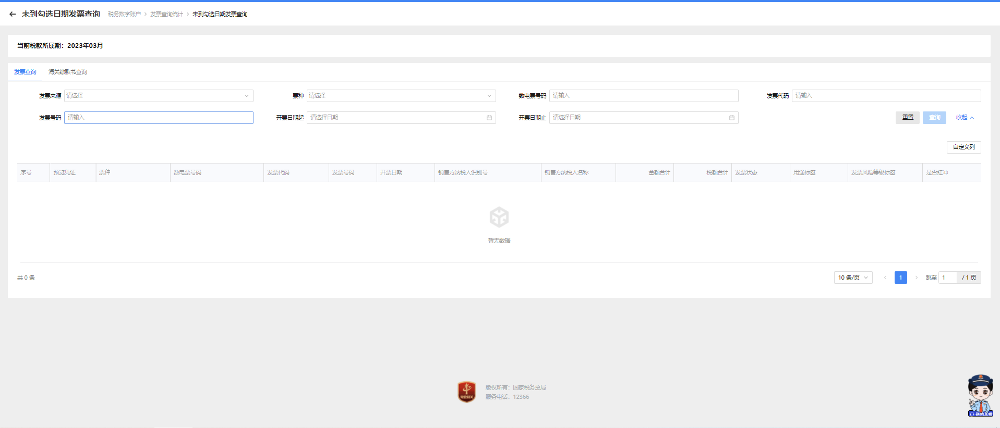 未到勾选日期发票查询 税务数字账户 > 发票查询统计 > 未到勾选日期发票查询
当前税款所属期：2023年03月
发票查询 海关缴款书查询
发票来源 请选择 票种 请选择 数电票号码 请输入 发票代码 请输入
发票号码 请输入 开票日期起 请选择日期 开票日期止 请选择日期 重置 查询 收起
自定义列
序号 预览凭证 票种 数电票号码 发票代码 发票号码 开票日期 销售方纳税人识别号 销售方纳税人名称 金额合计 税额合计 发票状态 用途标签 发票风险等级标签 是否红冲
暂无数据
共 0 条 10 条/页 1 跳至 1 / 1 页
版权所有：国家税务总局
服务电话：12366
征纳互动